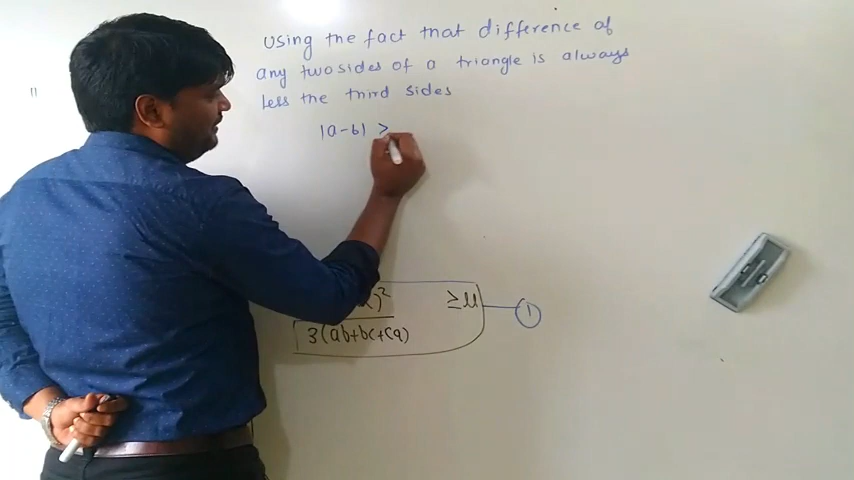 Using the fact that difference of
any two sides of a triangle is always
less the third sides
|a-b| >
)² ≥ μ
3(ab+bc+ca)
1